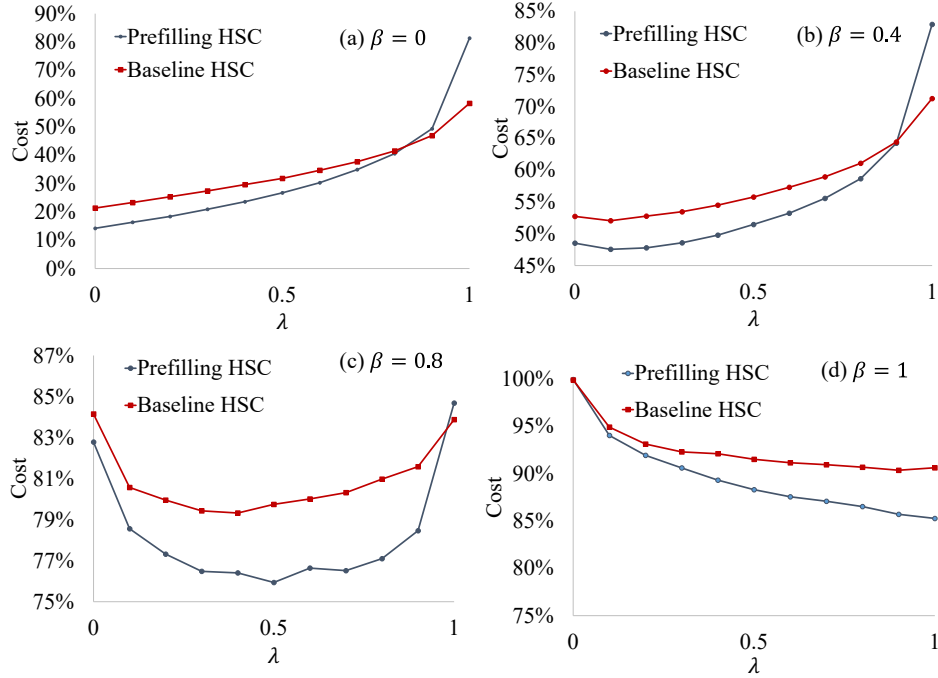 90%
80%
70%
60%
50%
40%
30%
20%
10%
0%
Cost
Prefilling HSC
Baseline HSC
(a) β = 0
0
0.5
1
λ
85%
80%
75%
70%
65%
60%
55%
50%
45%
Cost
Prefilling HSC
Baseline HSC
(b) β = 0.4
0
0.5
1
λ
87%
85%
83%
81%
79%
77%
75%
Cost
Prefilling HSC
Baseline HSC
(c) β = 0.8
0
0.5
1
λ
100%
95%
90%
85%
80%
75%
Cost
Prefilling HSC
Baseline HSC
(d) β = 1
0
0.5
1
λ